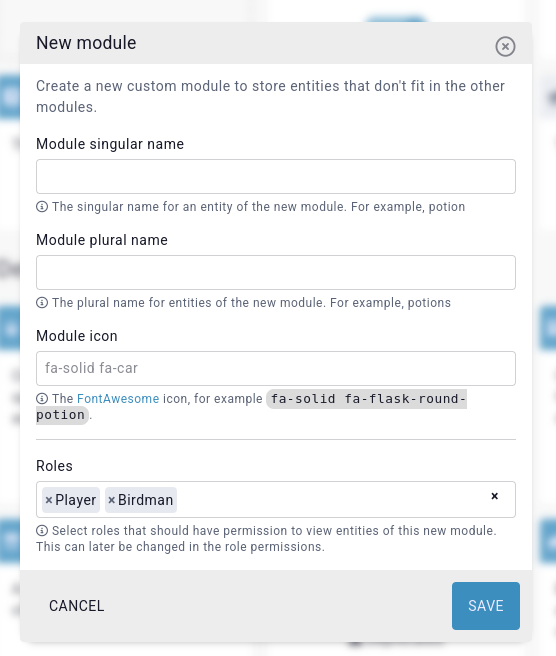 New module
Create a new custom module to store entities that don't fit in the other
modules.
Module singular name
The singular name for an entity of the new module. For example, potion
Module plural name
The plural name for entities of the new module. For example, potions
Module icon
fa-solid fa-car
The FontAwesome icon, for example fa-solid fa-flask-round-
potion.
Roles
×Player ×Birdman ×
Select roles that should have permission to view entities of this new module.
This can later be changed in the role permissions.
CANCEL SAVE